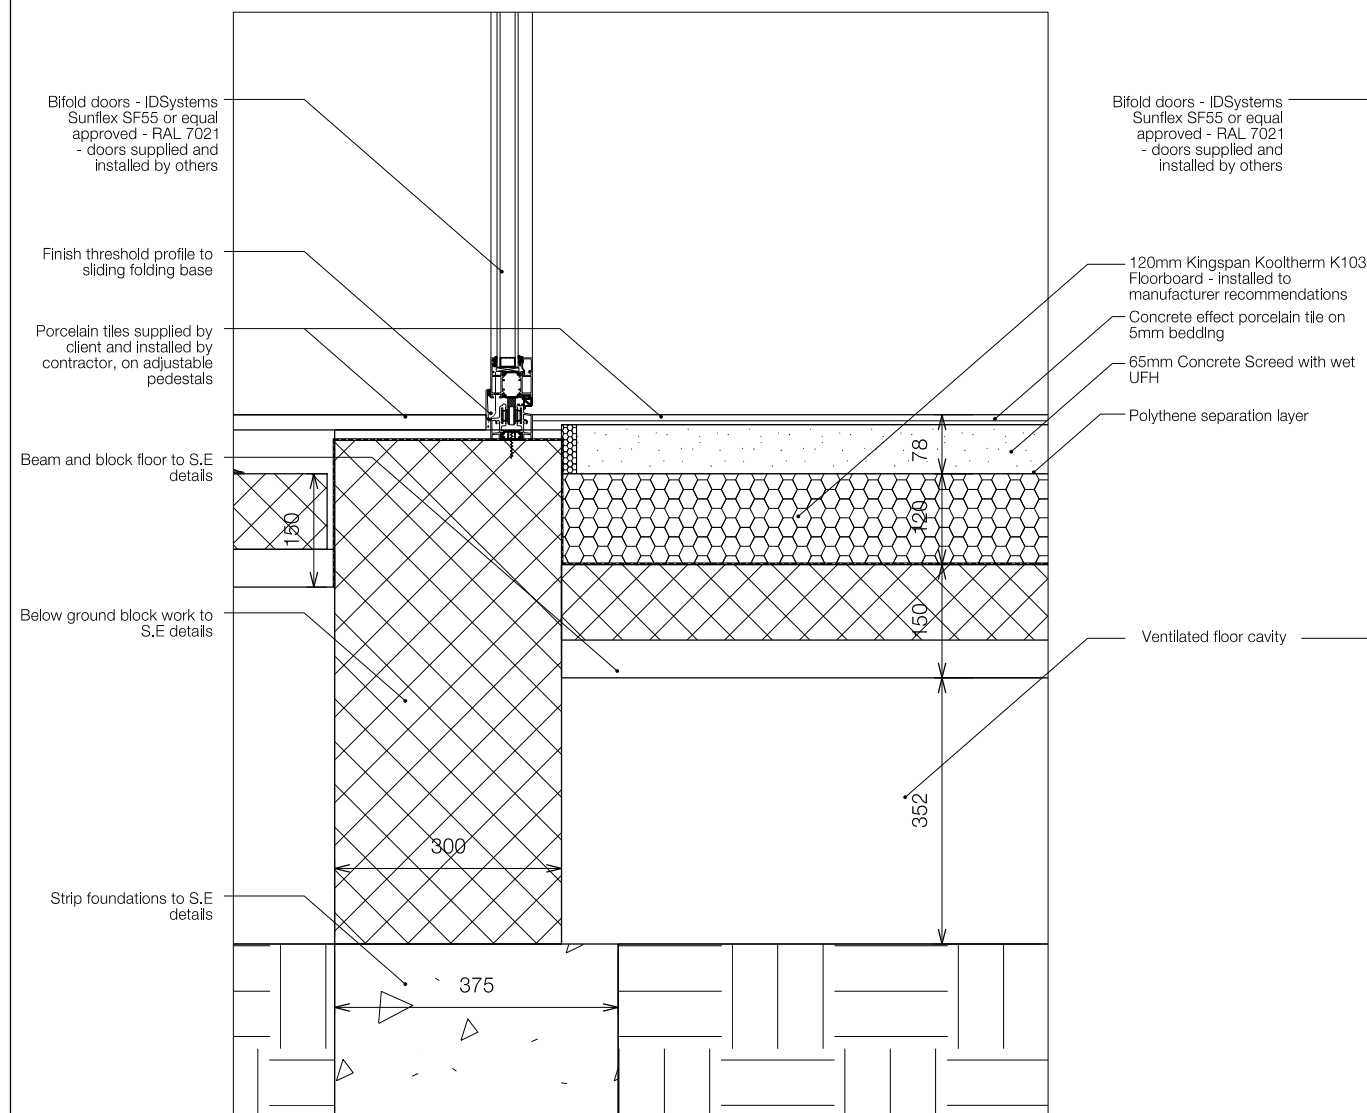 Bifold doors - IDSystems
Sunflex SF55 or equal
approved - RAL 7021
- doors supplied and
installed by others
Finish threshold profile to
sliding folding base
Porcelain tiles supplied by
client and installed by
contractor, on adjustable
pedestals
Beam and block floor to S.E
details
Below ground block work to
S.E details
Strip foundations to S.E
details
150
300
375
78
120
150
352
Bifold doors - IDSystems
Sunflex SF55 or equal
approved - RAL 7021
- doors supplied and
installed by others
120mm Kingspan Kooltherm K103
Floorboard - installed to
manufacturer recommendations
Concrete effect porcelain tile on
5mm bedding
65mm Concrete Screed with wet
UFH
Polythene separation layer
Ventilated floor cavity